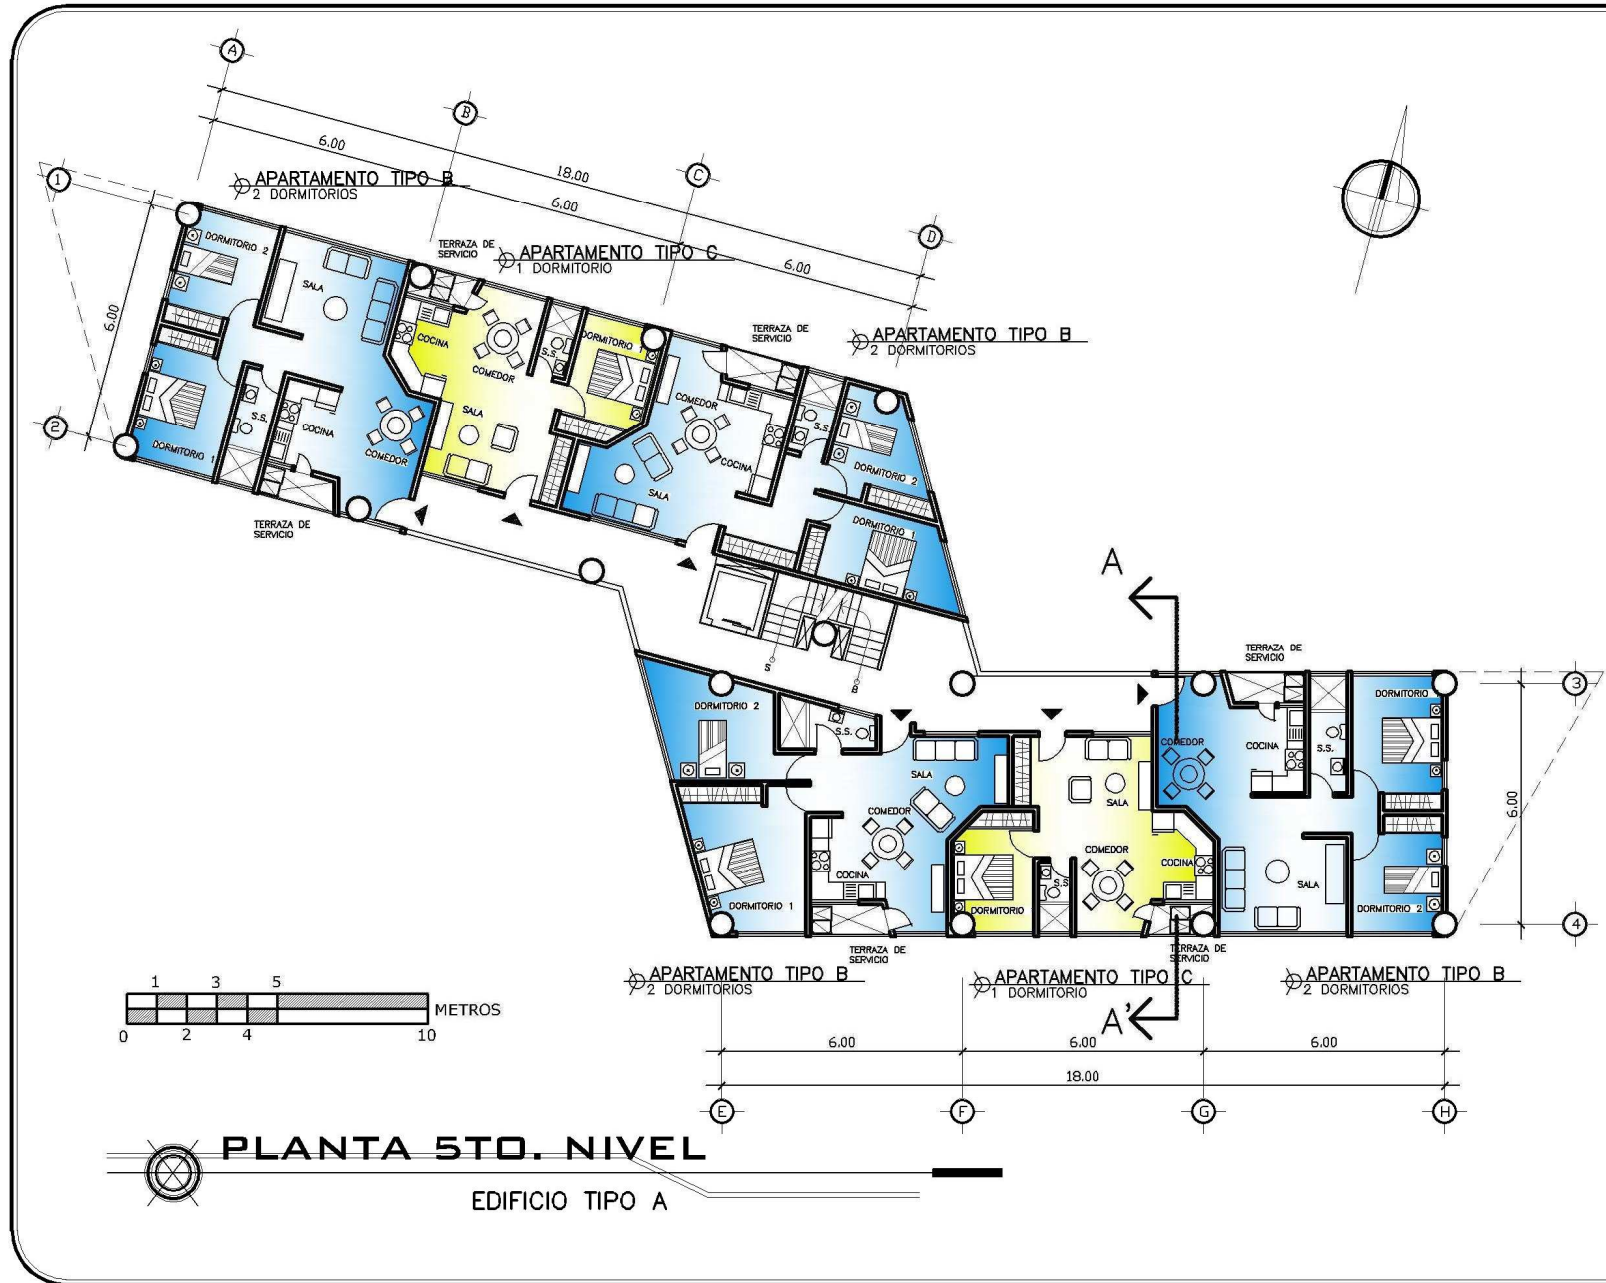 A
B
6.00
18.00
C
1
APARTAMENTO TIPO B
2 DORMITORIOS
6.00
D
TERRAZA DE
SERVICIO
APARTAMENTO TIPO C
1 DORMITORIO
6.00
DORMITORIO 2
SALA
6.00
TERRAZA DE
SERVICIO
APARTAMENTO TIPO B
2 DORMITORIOS
COCINA
S.S.
DORMITORIO 1
COMEDOR
SALA
COMEDOR
2
S.S.
COCINA
COMEDOR
DORMITORIO 1
S.S.
COCINA
SALA
DORMITORIO 2
TERRAZA DE
SERVICIO
DORMITORIO 1
A
S
B
TERRAZA DE
SERVICIO
3
DORMITORIO 2
S.S.
SALA
COMEDOR
COCINA
S.S.
DORMITORIO
SALA
COMEDOR
6.00
COCINA
DORMITORIO 1
COMEDOR
COCINA
S.S.
DORMITORIO
SALA
DORMITORIO 2
4
TERRAZA DE
SERVICIO
TERRAZA DE
SERVICIO
APARTAMENTO TIPO B
2 DORMITORIOS
APARTAMENTO TIPO C
1 DORMITORIO
APARTAMENTO TIPO B
2 DORMITORIOS
1 3 5
METROS
0 2 4 10
A'
6.00 6.00 6.00
18.00
E F G H
PLANTA 5TO. NIVEL
EDIFICIO TIPO A